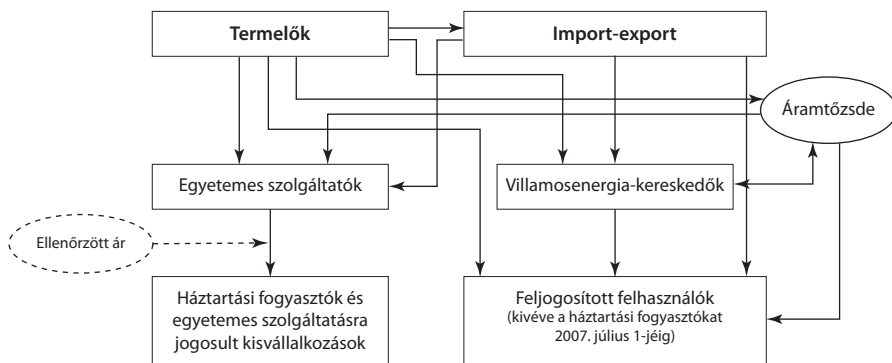 Termelők
Import-export
Áramtőzsde
Egyetemes szolgáltatók
Villamosenergia-kereskedők
Ellenőrzött ár
Háztartási fogyasztók és
egyetemes szolgáltatásra
jogosult kisvállalkozások
Feljogosított felhasználók
(kivéve a háztartási fogyasztókat
2007. július 1-jéig)